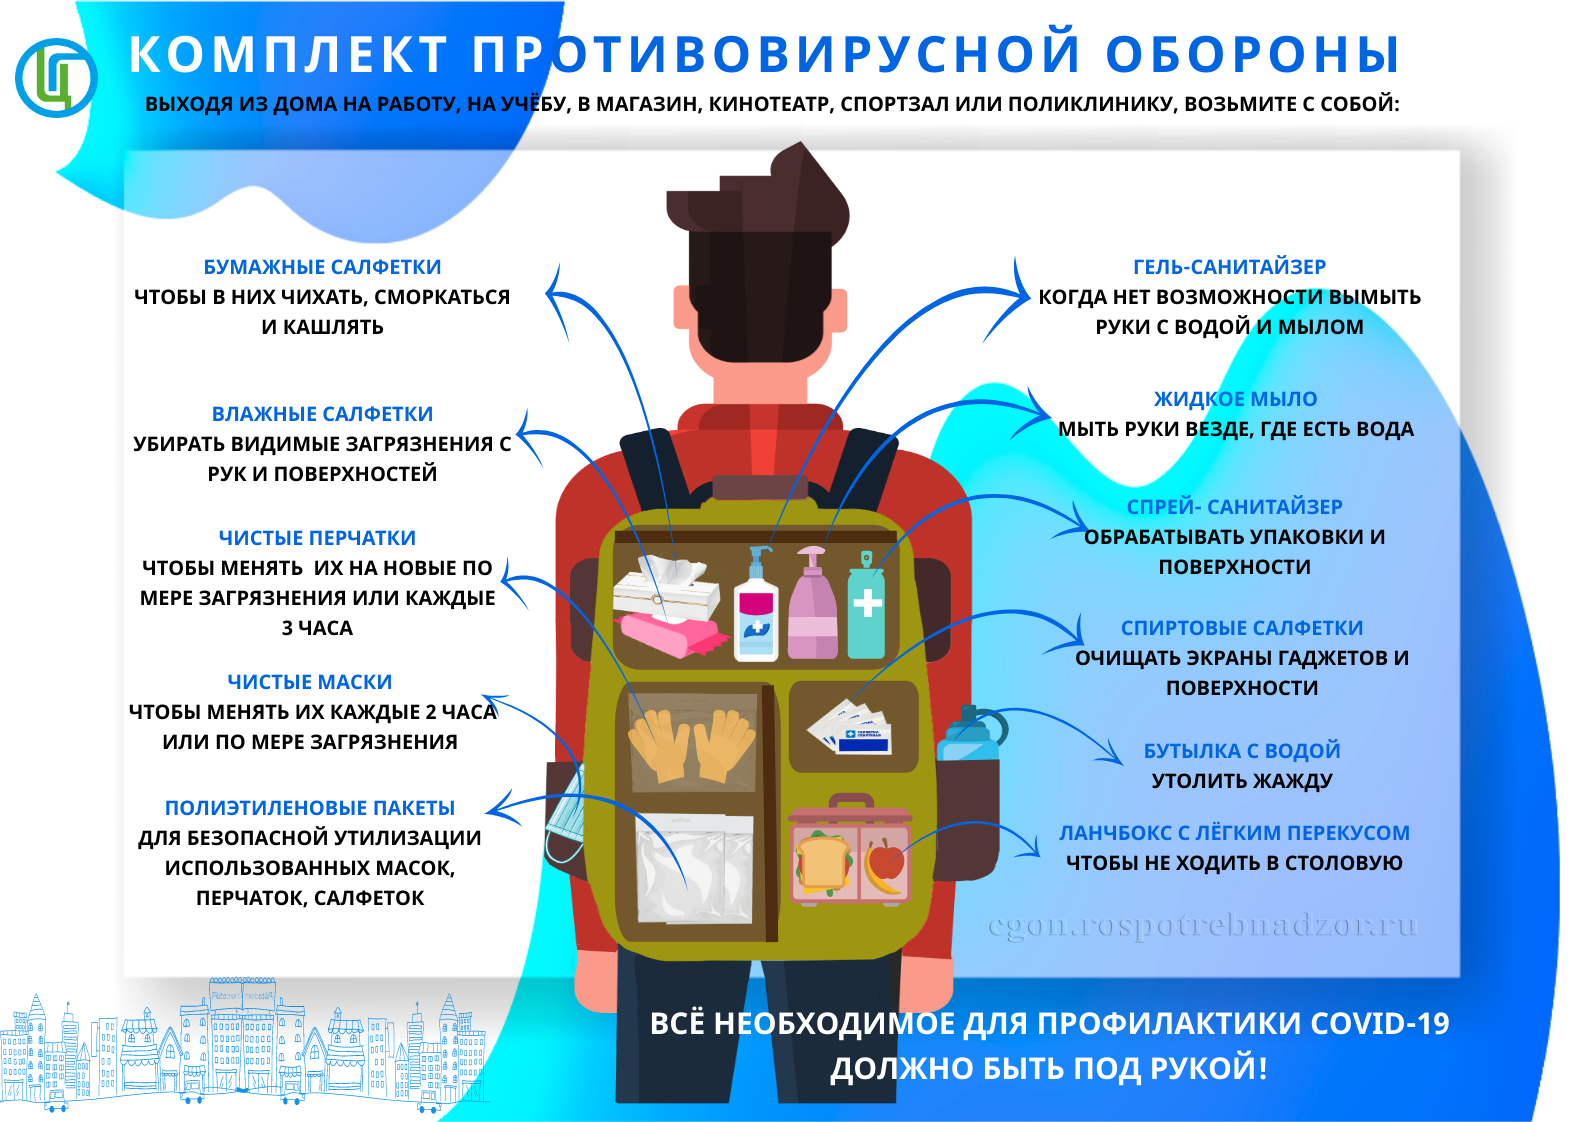 КОМПЛЕКТ ПРОТИВОВИРУСНОЙ ОБОРОНЫ
ВЫХОДЯ ИЗ ДОМА НА РАБОТУ, НА УЧЁБУ, В МАГАЗИН, КИНОТЕАТР, СПОРТЗАЛ ИЛИ ПОЛИКЛИНИКУ, ВОЗЬМИТЕ С СОБОЙ:
БУМАЖНЫЕ САЛФЕТКИ
ЧТОБЫ В НИХ ЧИХАТЬ, СМОРКАТЬСЯ
И КАШЛЯТЬ
ВЛАЖНЫЕ САЛФЕТКИ
УБИРАТЬ ВИДИМЫЕ ЗАГРЯЗНЕНИЯ С
РУК И ПОВЕРХНОСТЕЙ
ЧИСТЫЕ ПЕРЧАТКИ
ЧТОБЫ МЕНЯТЬ ИХ НА НОВЫЕ ПО
МЕРЕ ЗАГРЯЗНЕНИЯ ИЛИ КАЖДЫЕ
3 ЧАСА
ЧИСТЫЕ МАСКИ
ЧТОБЫ МЕНЯТЬ ИХ КАЖДЫЕ 2 ЧАСА
ИЛИ ПО МЕРЕ ЗАГРЯЗНЕНИЯ
ПОЛИЭТИЛЕНОВЫЕ ПАКЕТЫ
ДЛЯ БЕЗОПАСНОЙ УТИЛИЗАЦИИ
ИСПОЛЬЗОВАННЫХ МАСОК,
ПЕРЧАТОК, САЛФЕТОК
ГЕЛЬ-САНИТАЙЗЕР
КОГДА НЕТ ВОЗМОЖНОСТИ ВЫМЫТЬ
РУКИ С ВОДОЙ И МЫЛОМ
ЖИДКОЕ МЫЛО
МЫТЬ РУКИ ВЕЗДЕ, ГДЕ ЕСТЬ ВОДА
СПРЕЙ- САНИТАЙЗЕР
ОБРАБАТЫВАТЬ УПАКОВКИ И
ПОВЕРХНОСТИ
СПИРТОВЫЕ САЛФЕТКИ
ОЧИЩАТЬ ЭКРАНЫ ГАДЖЕТОВ И
ПОВЕРХНОСТИ
БУТЫЛКА С ВОДОЙ
УТОЛИТЬ ЖАЖДУ
ЛАНЧБОКС С ЛЁГКИМ ПЕРЕКУСОМ
ЧТОБЫ НЕ ХОДИТЬ В СТОЛОВУЮ
cgon.rospotrebnadzor.ru
ВСЁ НЕОБХОДИМОЕ ДЛЯ ПРОФИЛАКТИКИ COVID-19
ДОЛЖНО БЫТЬ ПОД РУКОЙ!